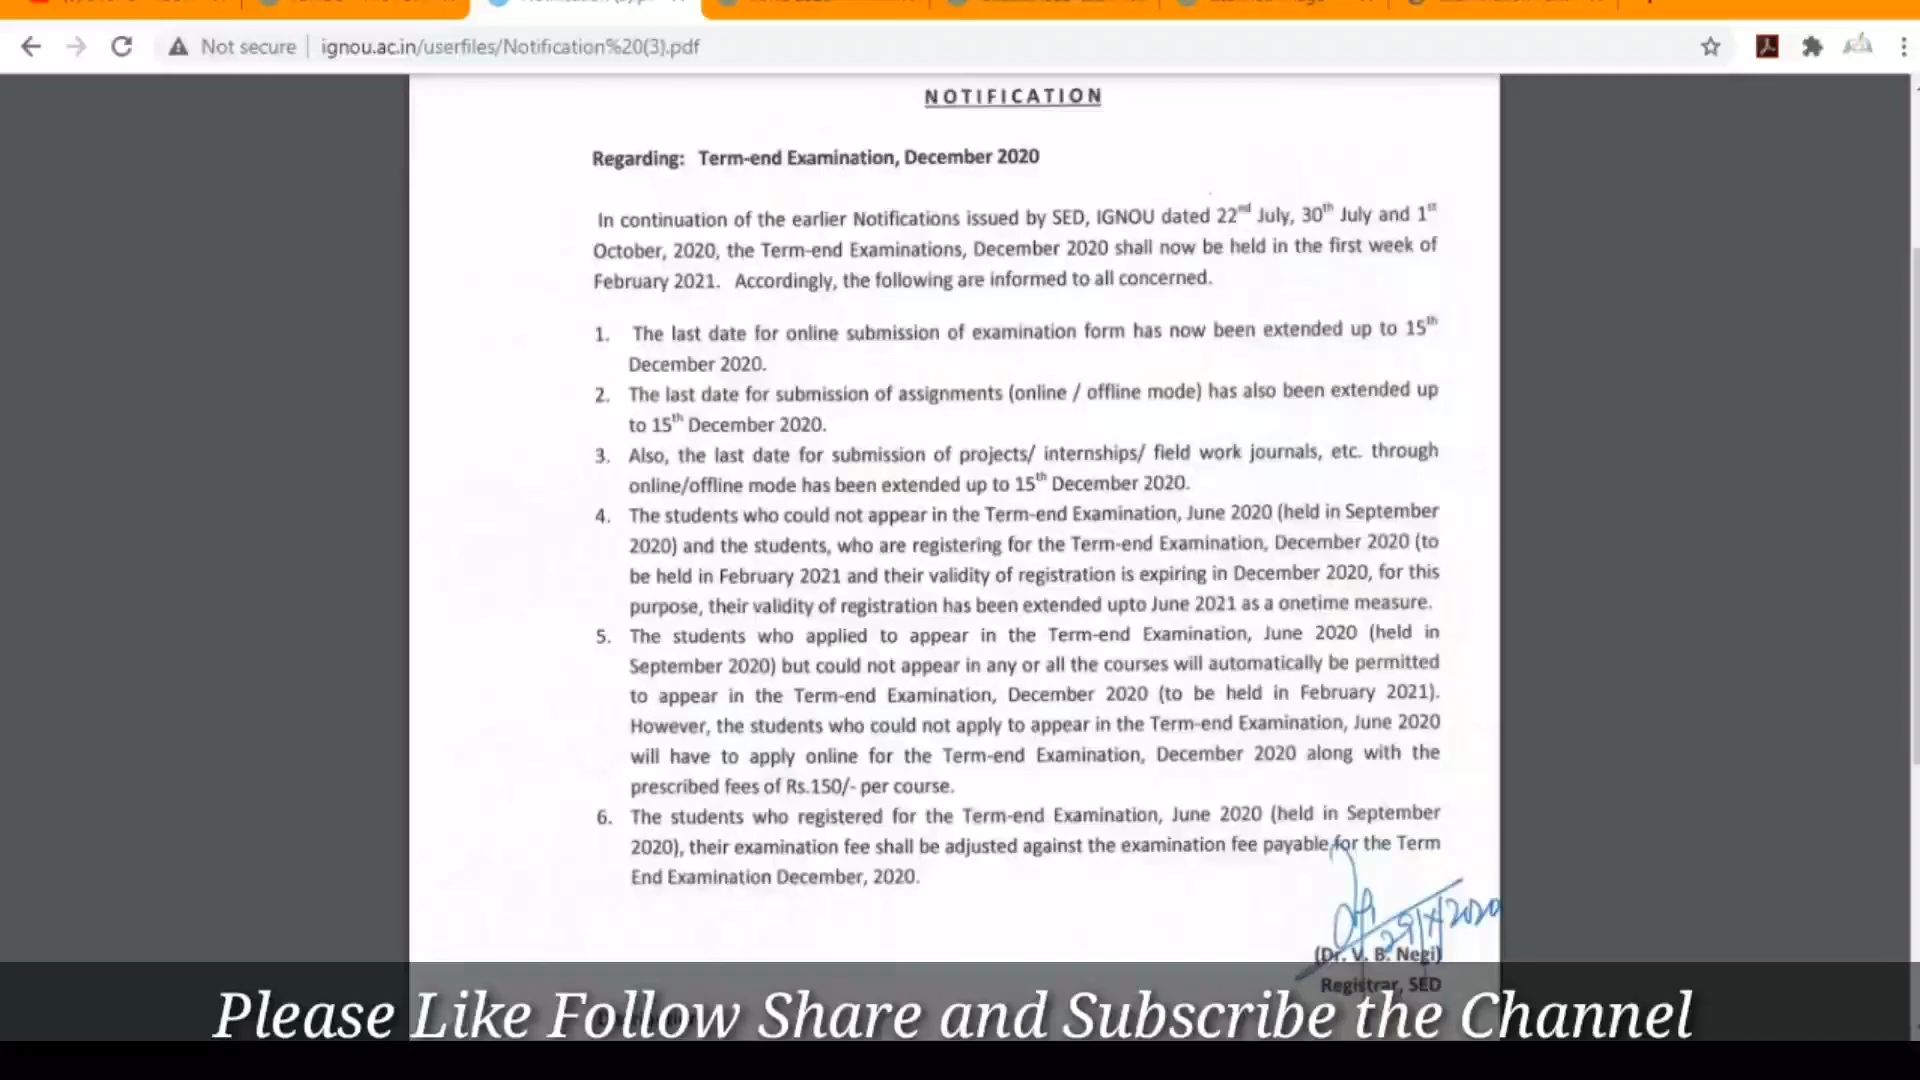 Not secure
ignou.ac.in/userfiles/Notification%20(3).pdf
NOTIFICATION
Regarding: Term-end Examination, December 2020
In continuation of the earlier Notifications issued by SED, IGNOU dated 22nd July, 30th July and 1st
October, 2020, the Term-end Examinations, December 2020 shall now be held in the first week of
February 2021. Accordingly, the following are informed to all concerned.
1. The last date for online submission of examination form has now been extended up to 15th
December 2020.
2. The last date for submission of assignments (online / offline mode) has also been extended up
to 15th December 2020.
3. Also, the last date for submission of projects/ internships/ field work journals, etc. through
online/offline mode has been extended up to 15th December 2020.
4. The students who could not appear in the Term-end Examination, June 2020 (held in September
2020) and the students, who are registering for the Term-end Examination, December 2020 (to
be held in February 2021 and their validity of registration is expiring in December 2020, for this
purpose, their validity of registration has been extended upto June 2021 as a onetime measure.
5. The students who applied to appear in the Term-end Examination, June 2020 (held in
September 2020) but could not appear in any or all the courses will automatically be permitted
to appear in the Term-end Examination, December 2020 (to be held in February 2021).
However, the students who could not apply to appear in the Term-end Examination, June 2020
will have to apply online for the Term-end Examination, December 2020 along with the
prescribed fees of Rs.150/- per course.
6. The students who registered for the Term-end Examination, June 2020 (held in September
2020), their examination fee shall be adjusted against the examination fee payable for the Term
End Examination December, 2020.
(Dr. V. B. Negi)
Registrar, SED
Please Like Follow Share and Subscribe the Channel